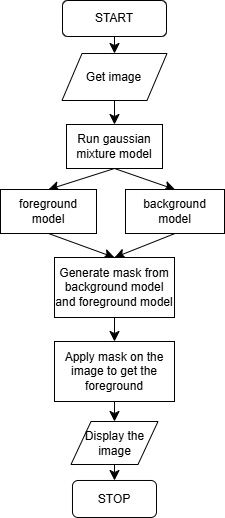 START
Get image
Run gaussian
mixture model
foreground
model
background
model
Generate mask from
background model
and foreground model
Apply mask on the
image to get the
foreground
Display the
image
STOP